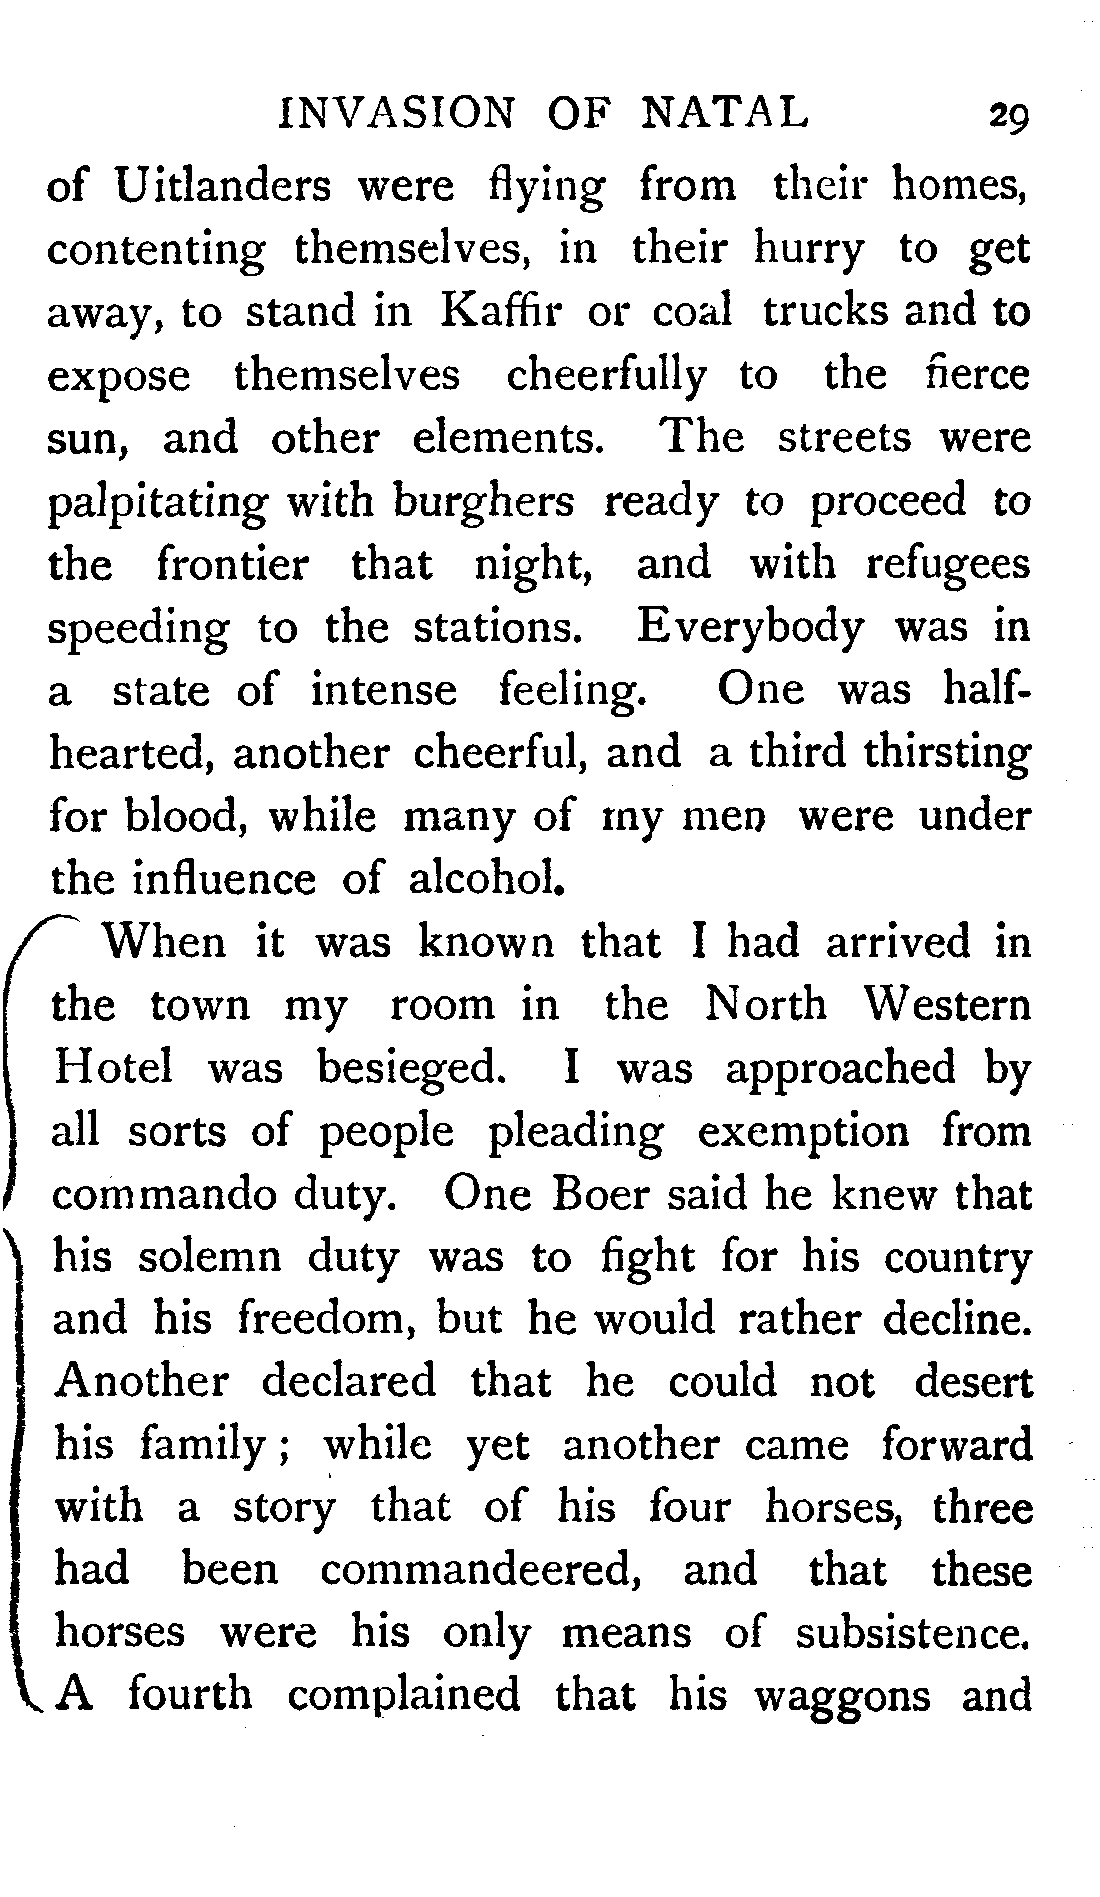 INVASION OF NATAL 29
of Uitlanders were flying from their homes,
contenting themselves, in their hurry to get
away, to stand in Kaffir or coal trucks and to
expose themselves cheerfully to the fierce
sun, and other elements. The streets were
palpitating with burghers ready to proceed to
the frontier that night, and with refugees
speeding to the stations. Everybody was in
a state of intense feeling. One was half-
hearted, another cheerful, and a third thirsting
for blood, while many of my men were under
the influence of alcohol.
When it was known that I had arrived in
the town my room in the North Western
Hotel was besieged. I was approached by
all sorts of people pleading exemption from
commando duty. One Boer said he knew that
his solemn duty was to fight for his country
and his freedom, but he would rather decline.
Another declared that he could not desert
his family; while yet another came forward
with a story that of his four horses, three
had been commandeered, and that these
horses were his only means of subsistence.
A fourth complained that his waggons and